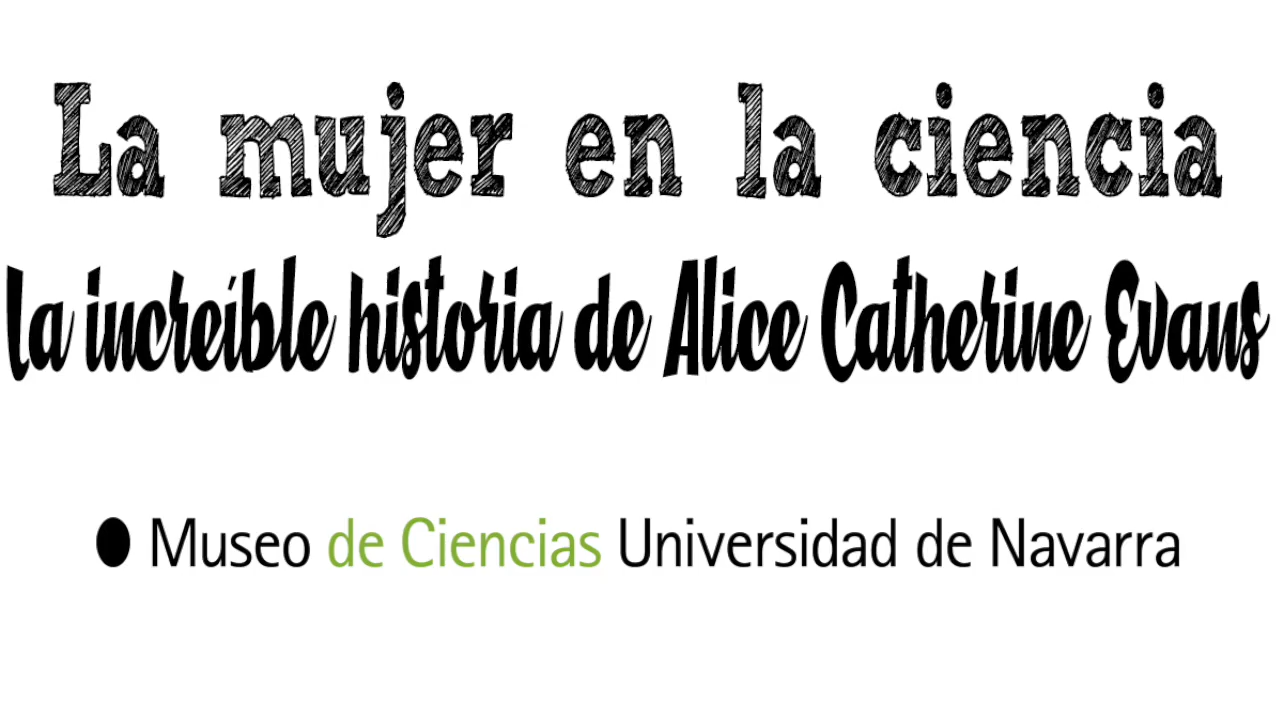 La mujer en la ciencia
La increíble historia de Alice Catherine Evans
Museo de Ciencias Universidad de Navarra